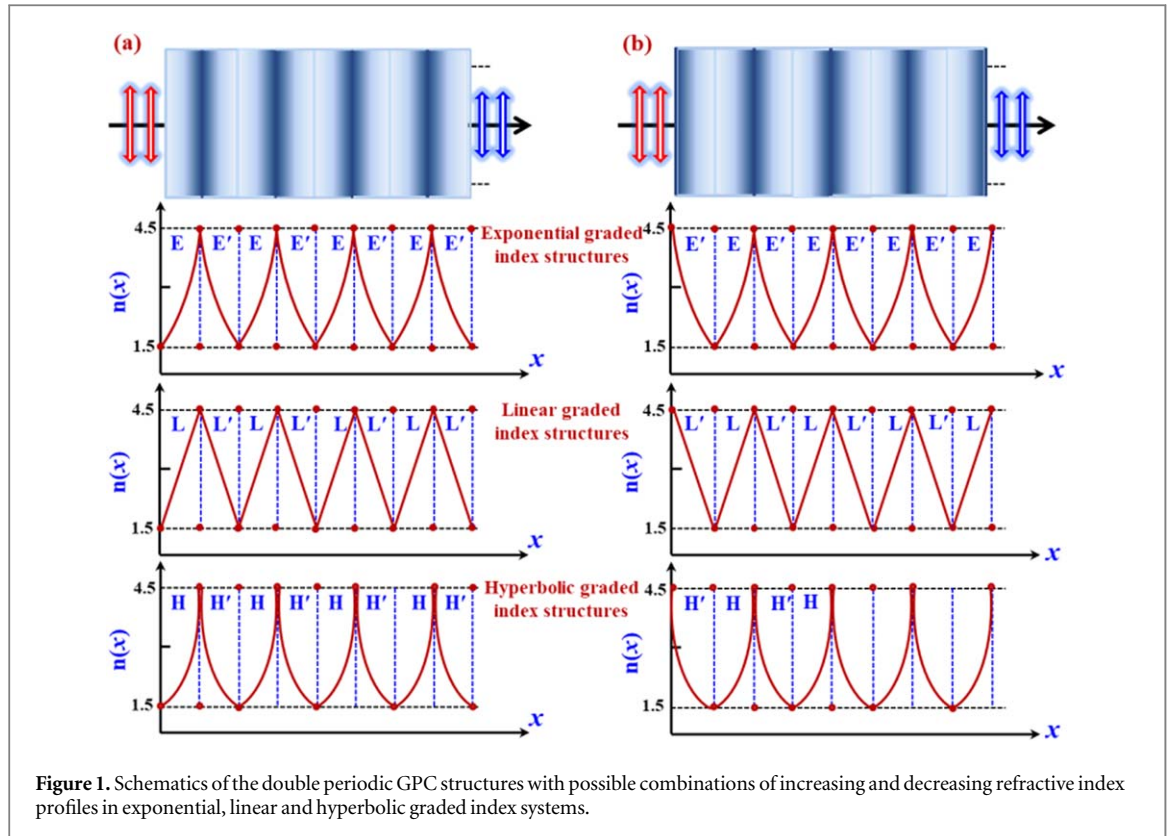 (a)
(b)
4.5
E E′ E E′ E E′ E E′
Exponential graded
index structures
4.5
E′ E E′ E E′ E′ E
n(x)
1.5
x
n(x)
1.5
x
4.5
L L′ L L′ L L′ L L′
Linear graded
index structures
4.5
L′ L L′ L L′ L L′ L
n(x)
1.5
x
n(x)
1.5
x
4.5
H H′ H H′ H H′ H H′
Hyperbolic graded
index structures
4.5
H′ H H′ H
n(x)
1.5
x
n(x)
1.5
x
Figure 1. Schematics of the double periodic GPC structures with possible combinations of increasing and decreasing refractive index
profiles in exponential, linear and hyperbolic graded index systems.